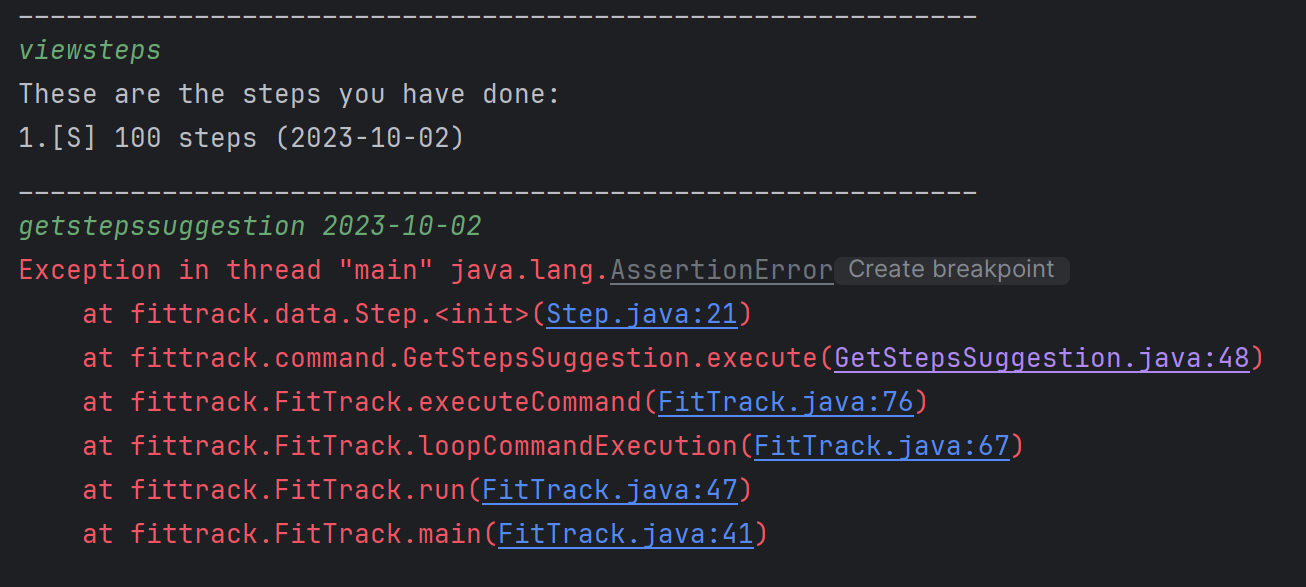 ____________________________________________________________
viewsteps
These are the steps you have done:
1.[S] 100 steps (2023-10-02)
____________________________________________________________
getstepssuggestion 2023-10-02
Exception in thread "main" java.lang.AssertionError Create breakpoint
at fittrack.data.Step.<init>(Step.java:21)
at fittrack.command.GetStepsSuggestion.execute(GetStepsSuggestion.java:48)
at fittrack.FitTrack.executeCommand(FitTrack.java:76)
at fittrack.FitTrack.loopCommandExecution(FitTrack.java:67)
at fittrack.FitTrack.run(FitTrack.java:47)
at fittrack.FitTrack.main(FitTrack.java:41)